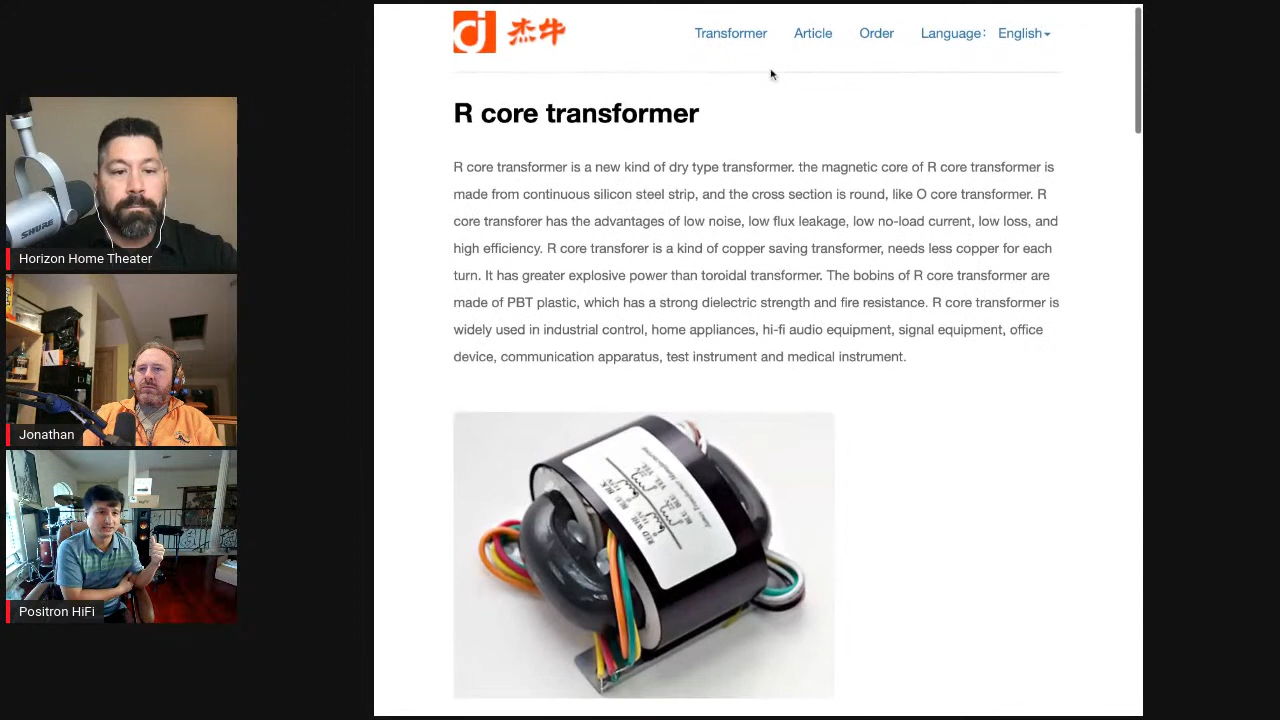 杰牛
Transformer Article Order Language: English
R core transformer
R core transformer is a new kind of dry type transformer. the magnetic core of R core transformer is
made from continuous silicon steel strip, and the cross section is round, like O core transformer. R
core transforer has the advantages of low noise, low flux leakage, low no-load current, low loss, and
high efficiency. R core transforer is a kind of copper saving transformer, needs less copper for each
turn. It has greater explosive power than toroidal transformer. The bobins of R core transformer are
made of PBT plastic, which has a strong dielectric strength and fire resistance. R core transformer is
widely used in industrial control, home appliances, hi-fi audio equipment, signal equipment, office
device, communication apparatus, test instrument and medical instrument.
SHURE
Horizon Home Theater
Jonathan
Positron HiFi